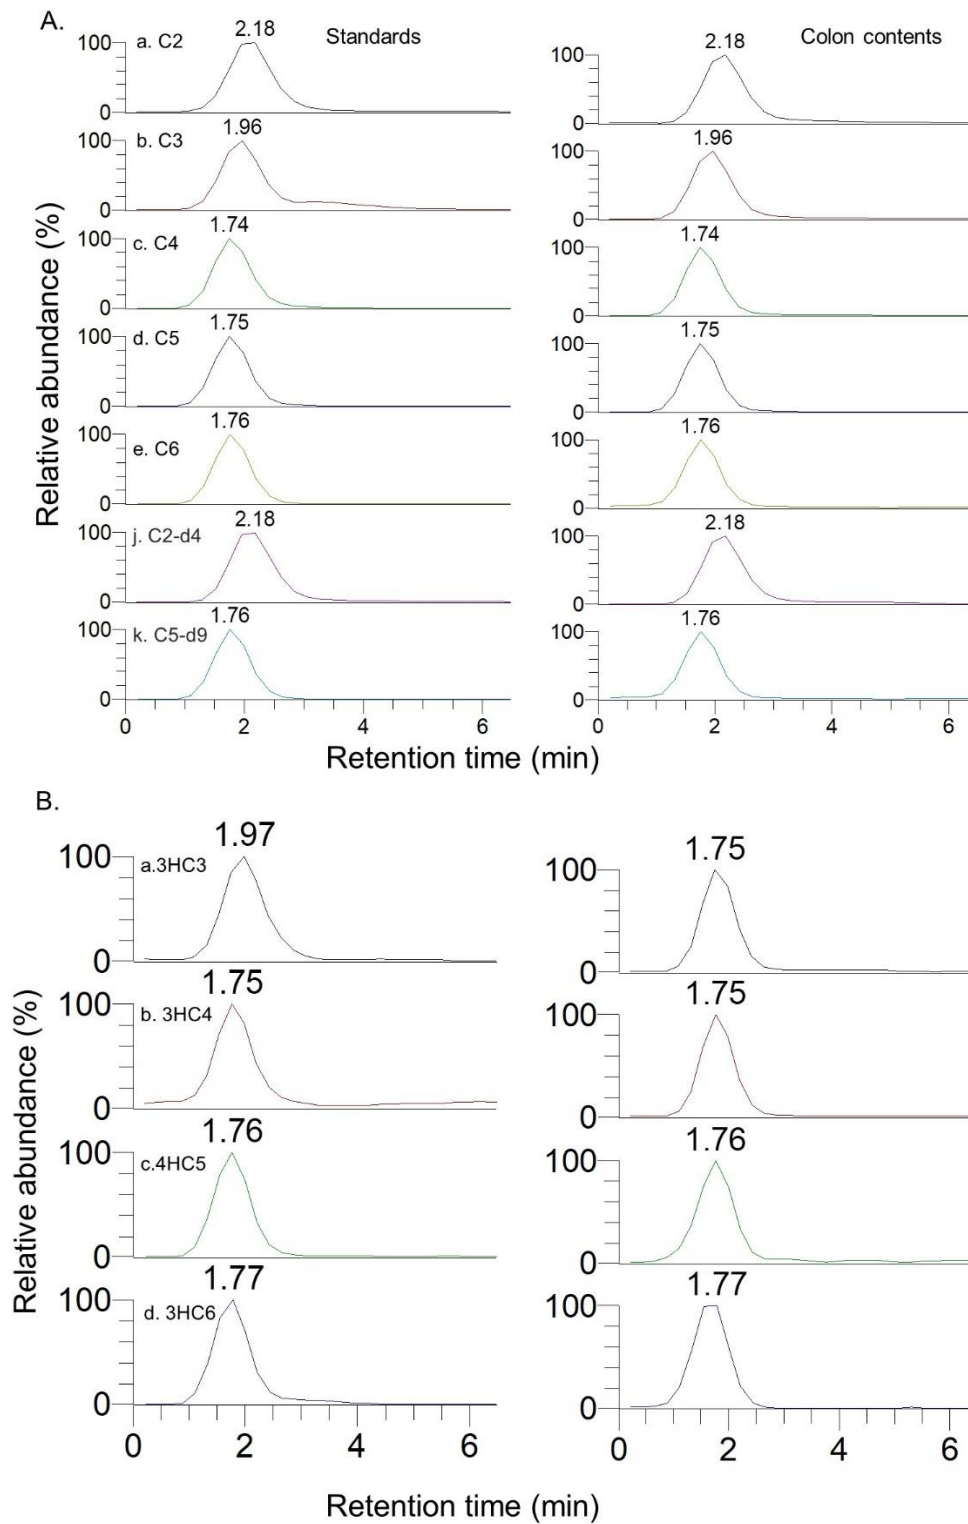 A.
Standards
Colon contents
Relative abundance (%)
a. C2
2.18
100
0
2.18
100
0
b. C3
1.96
100
0
1.96
100
0
c. C4
1.74
100
0
1.74
100
0
d. C5
1.75
100
0
1.75
100
0
e. C6
1.76
100
0
1.76
100
0
j. C2-d4
2.18
100
0
2.18
100
0
k. C5-d9
1.76
100
0
1.76
100
0
0 2 4 6
0 2 4 6
Retention time (min)
B.
Relative abundance (%)
a.3HC3
1.97
100
0
1.75
100
0
b. 3HC4
1.75
100
0
1.75
100
0
c.4HC5
1.76
100
0
1.76
100
0
d. 3HC6
1.77
100
0
1.77
100
0
0 2 4 6
0 2 4 6
Retention time (min)